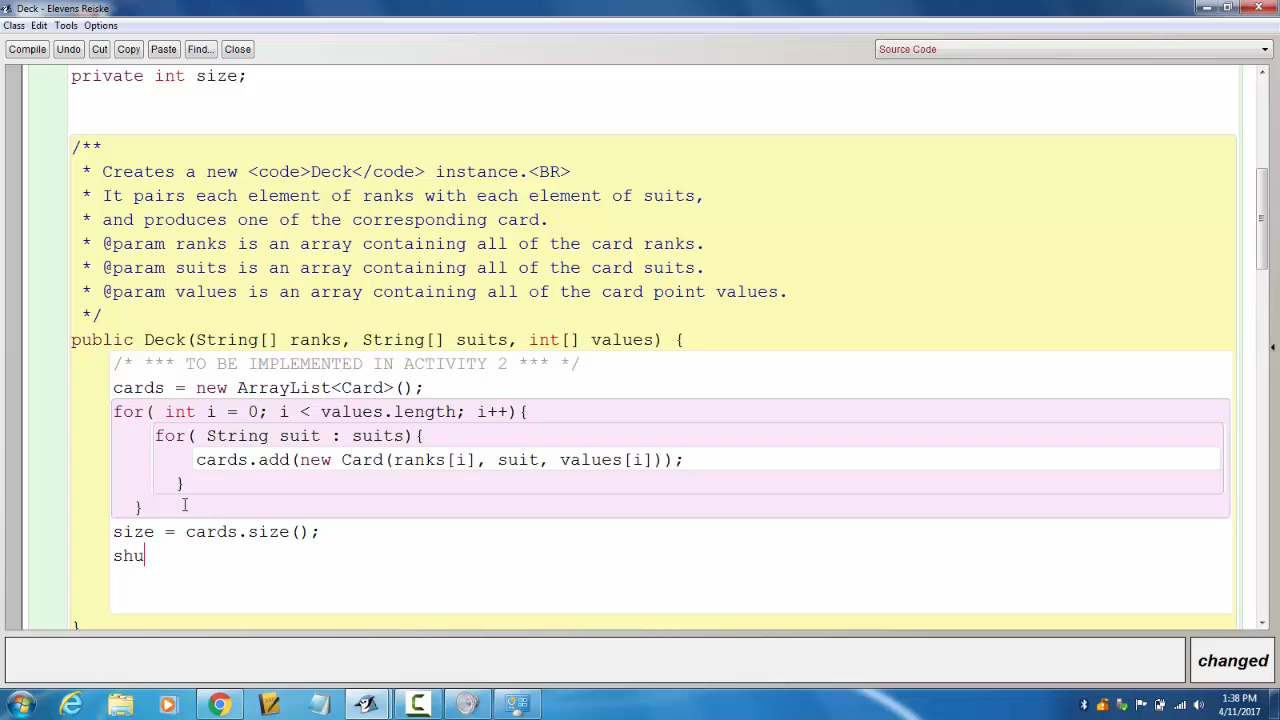 Deck - Elevens Reiske
Class Edit Tools Options
Compile Undo Cut Copy Paste Find... Close Source Code
private int size;
/**
* Creates a new <code>Deck</code> instance.<BR>
* It pairs each element of ranks with each element of suits,
* and produces one of the corresponding card.
* @param ranks is an array containing all of the card ranks.
* @param suits is an array containing all of the card suits.
* @param values is an array containing all of the card point values.
*/
public Deck(String[] ranks, String[] suits, int[] values) {
/* *** TO BE IMPLEMENTED IN ACTIVITY 2 *** */
cards = new ArrayList<Card>();
for( int i = 0; i < values.length; i++){
for( String suit : suits){
cards.add(new Card(ranks[i], suit, values[i]));
}
}
size = cards.size();
shu
}
changed
1:38 PM
4/11/2017